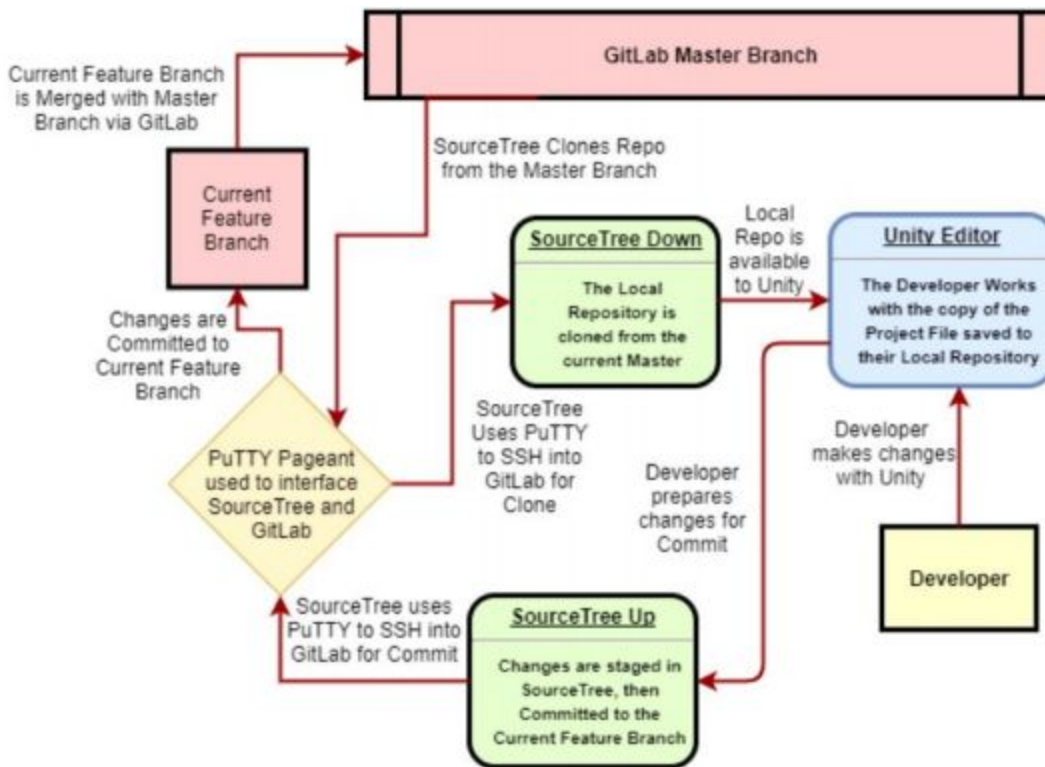 GitLab Master Branch
Current Feature Branch
is Merged with Master
Branch via GitLab
SourceTree Clones Repo
from the Master Branch
Current
Feature
Branch
SourceTree Down
The Local
Repository is
cloned from the
current Master
Local
Repo is
available
to Unity
Unity Editor
The Developer Works
with the copy of the
Project File saved to
their Local Repository
Changes are
Committed to
Current Feature
Branch
SourceTree
Uses PuTTY
to SSH into
GitLab for
Clone
PuTTY Pageant
used to interface
SourceTree and
GitLab
Developer
prepares
changes for
Commit
Developer
makes changes
with Unity
Developer
SourceTree uses
PuTTY to SSH into
GitLab for Commit
SourceTree Up
Changes are staged in
SourceTree, then
Committed to the
Current Feature Branch